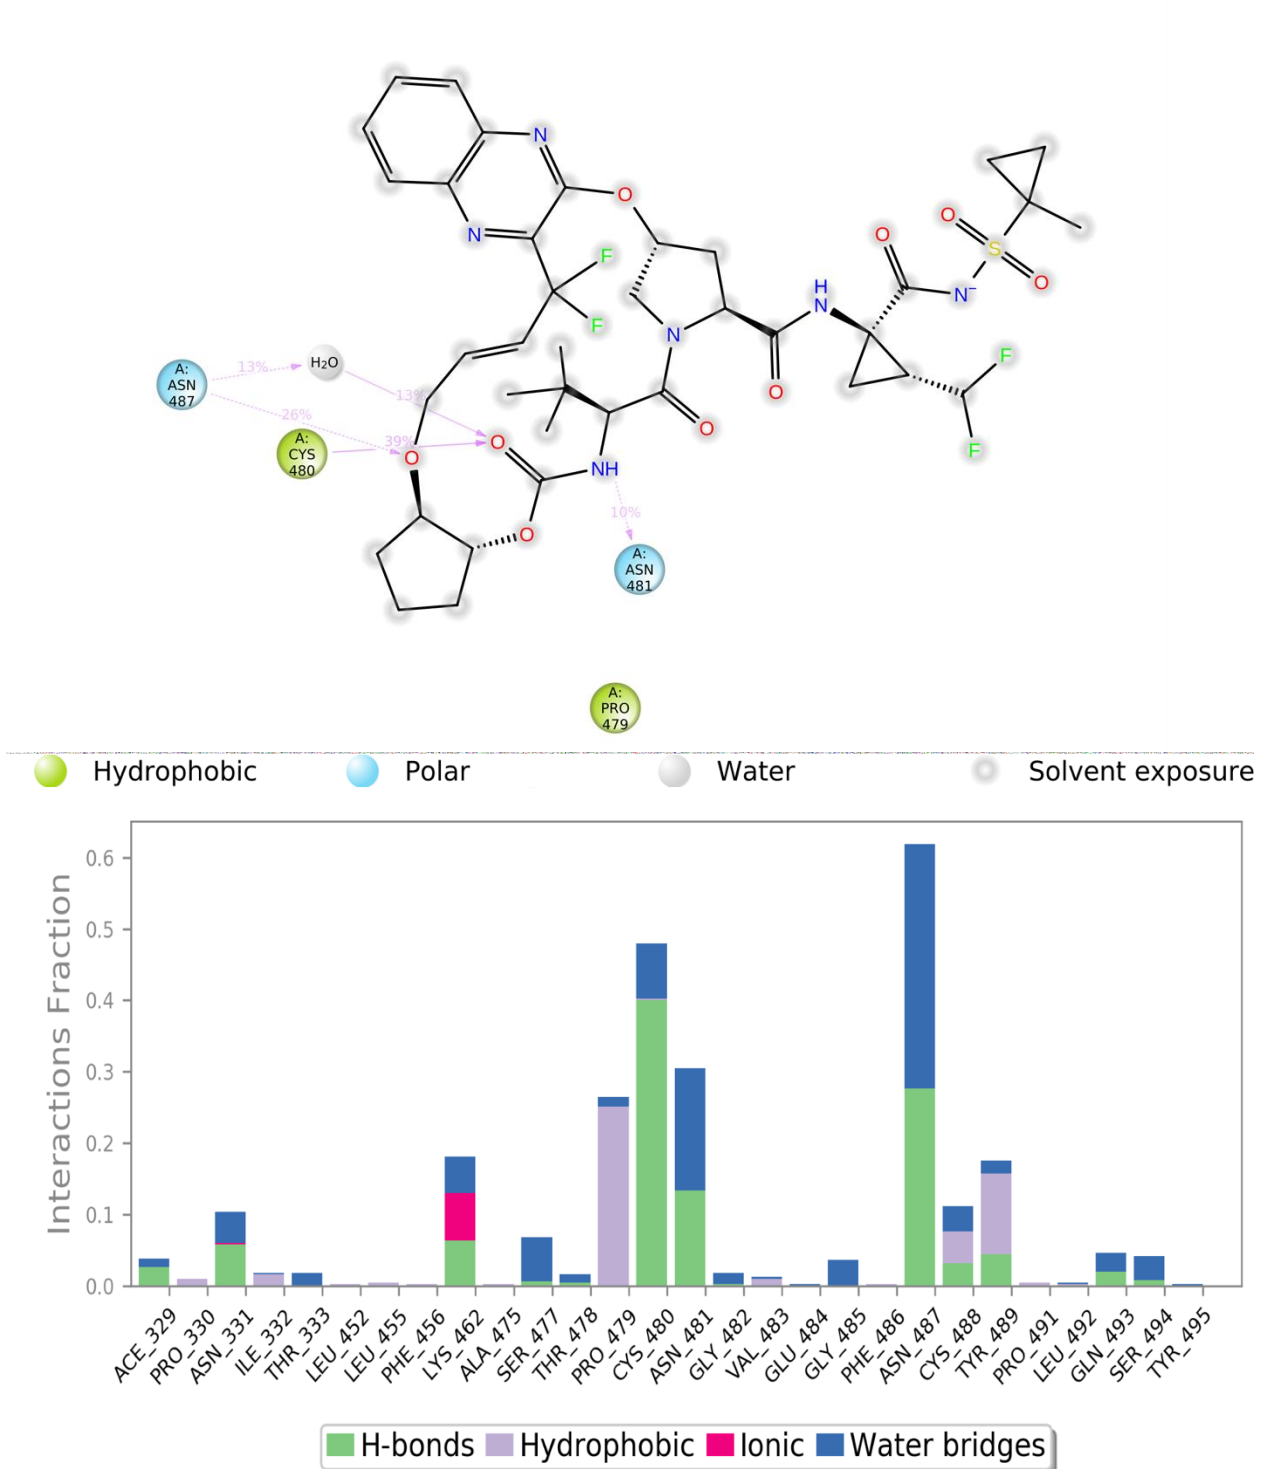 N
O
O
O
N
F
S
O
H
N
N⁻
F
N
F
H₂O
A:
ASN
487
13%
13%
O
F
26%
O
39%
O
A:
CYS
480
O
NH
F
10%
O
A:
ASN
481
A:
PRO
479
Hydrophobic Polar Water Solvent exposure
Interactions Fraction
0.6
0.5
0.4
0.3
0.2
0.1
0.0
ACE_329
PRO_330
ASN_331
ILE_332
THR_333
LEU_452
LEU_455
PHE_456
LYS_462
ALA_475
SER_477
THR_478
PRO_479
CYS_480
ASN_481
GLY_482
VAL_483
GLU_484
GLY_485
PHE_486
ASN_487
CYS_488
TYR_489
PRO_491
LEU_492
GLN_493
SER_494
TYR_495
H-bonds Hydrophobic Ionic Water bridges